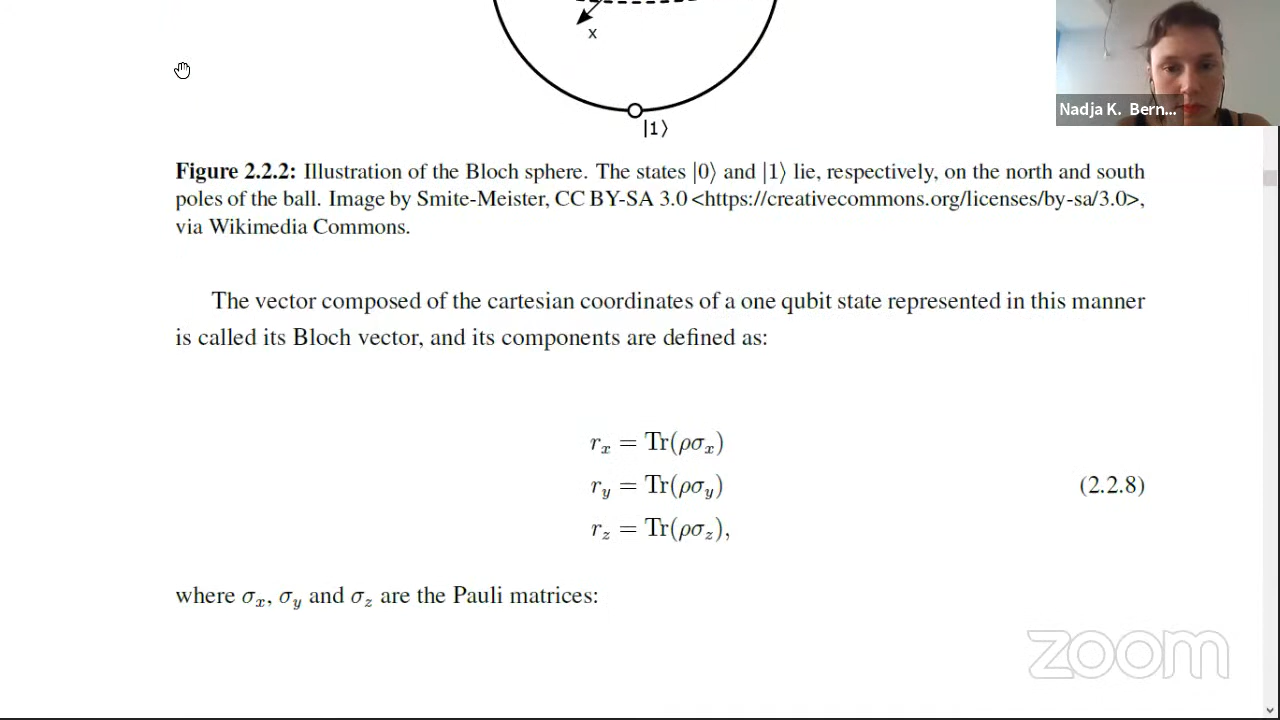 x
|1⟩
Nadja K. Bern...
Figure 2.2.2: Illustration of the Bloch sphere. The states |0⟩ and |1⟩ lie, respectively, on the north and south
poles of the ball. Image by Smite-Meister, CC BY-SA 3.0 <https://creativecommons.org/licenses/by-sa/3.0>,
via Wikimedia Commons.
The vector composed of the cartesian coordinates of a one qubit state represented in this manner
is called its Bloch vector, and its components are defined as:
rₓ = Tr(ρσₓ)
r_y = Tr(ρσ_y) (2.2.8)
r_z = Tr(ρσ_z),
where σₓ, σ_y and σ_z are the Pauli matrices:
zoom